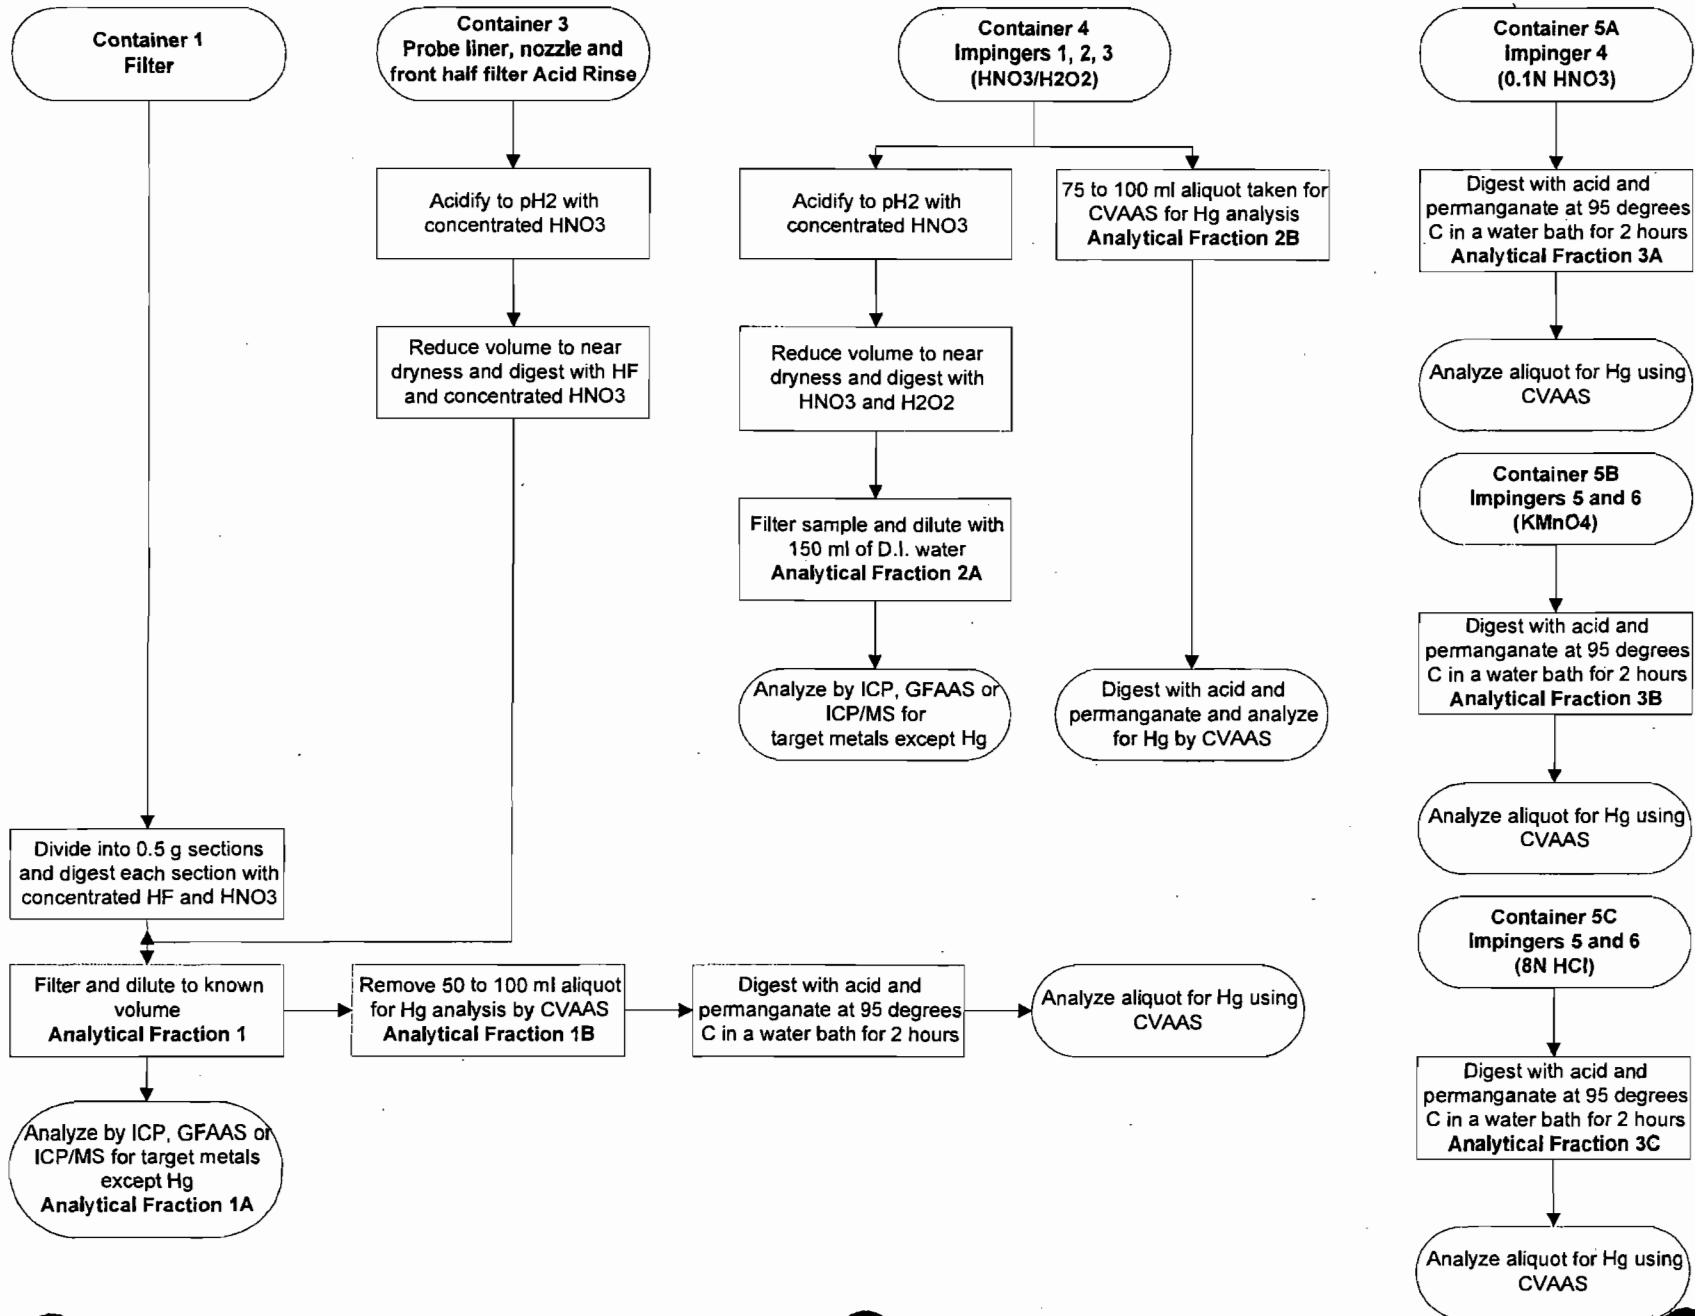 Container 1
Filter
Container 3
Probe liner, nozzle and
front half filter Acid Rinse
Container 4
Impingers 1, 2, 3
(HNO3/H2O2)
Container 5A
Impinger 4
(0.1N HNO3)
Acidify to pH2 with
concentrated HNO3
Acidify to pH2 with
concentrated HNO3
75 to 100 ml aliquot taken for
CVAAS for Hg analysis
Analytical Fraction 2B
Digest with acid and
permanganate at 95 degrees
C in a water bath for 2 hours
Analytical Fraction 3A
Reduce volume to near
dryness and digest with HF
and concentrated HNO3
Reduce volume to near
dryness and digest with
HNO3 and H2O2
Analyze aliquot for Hg using
CVAAS
Container 5B
Impingers 5 and 6
(KMnO4)
Filter sample and dilute with
150 ml of D.I. water
Analytical Fraction 2A
Digest with acid and
permanganate at 95 degrees
C in a water bath for 2 hours
Analytical Fraction 3B
Analyze by ICP, GFAAS or
ICP/MS for
target metals except Hg
Digest with acid and
permanganate and analyze
for Hg by CVAAS
Analyze aliquot for Hg using
CVAAS
Divide into 0.5 g sections
and digest each section with
concentrated HF and HNO3
Container 5C
Impingers 5 and 6
(8N HCl)
Filter and dilute to known
volume
Analytical Fraction 1
Remove 50 to 100 ml aliquot
for Hg analysis by CVAAS
Analytical Fraction 1B
Digest with acid and
permanganate at 95 degrees
C in a water bath for 2 hours
Analyze aliquot for Hg using
CVAAS
Digest with acid and
permanganate at 95 degrees
C in a water bath for 2 hours
Analytical Fraction 3C
Analyze by ICP, GFAAS or
ICP/MS for target metals
except Hg
Analytical Fraction 1A
Analyze aliquot for Hg using
CVAAS